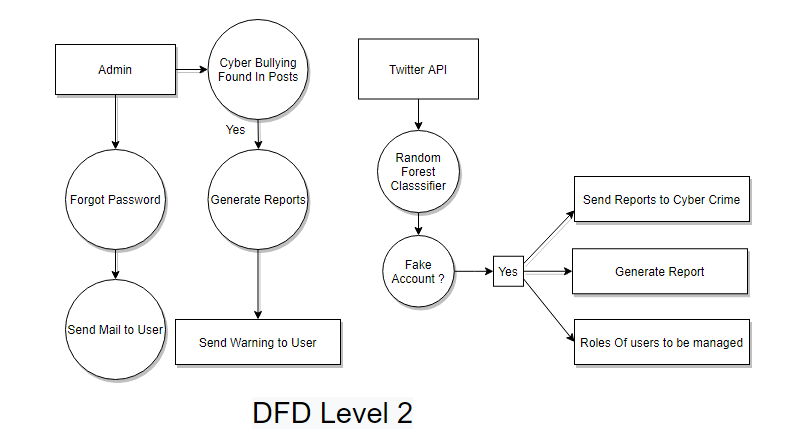 Admin
Cyber Bullying
Found In Posts
Twitter API
Yes
Random
Forest
Classsifier
Forgot Password
Generate Reports
Send Reports to Cyber Crime
Fake
Account ?
Yes
Generate Report
Send Mail to User
Send Warning to User
Roles Of users to be managed
DFD Level 2